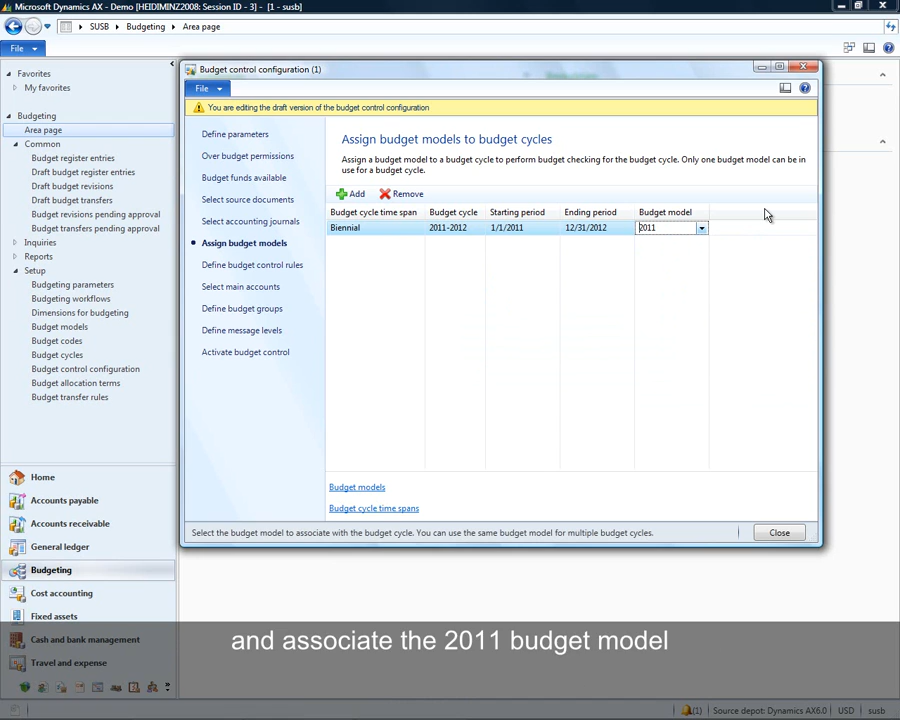 Microsoft Dynamics AX - Demo [HEIDIMINZ2008: Session ID - 3] - [1 - susb]
SUSB
Budgeting
Area page
File
Favorites
My favorites
Budgeting
Area page
Common
Budget register entries
Draft budget register entries
Draft budget revisions
Draft budget transfers
Budget revisions pending approval
Budget transfers pending approval
Inquiries
Reports
Setup
Budgeting parameters
Budgeting workflows
Dimensions for budgeting
Budget models
Budget codes
Budget cycles
Budget control configuration
Budget allocation terms
Budget transfer rules
Home
Accounts payable
Accounts receivable
General ledger
Budgeting
Cost accounting
Fixed assets
Cash and bank management
Travel and expense
Budget control configuration (1)
File
You are editing the draft version of the budget control configuration
Define parameters
Over budget permissions
Budget funds available
Select source documents
Select accounting journals
Assign budget models
Define budget control rules
Select main accounts
Define budget groups
Define message levels
Activate budget control
Assign budget models to budget cycles
Assign a budget model to a budget cycle to perform budget checking for the budget cycle. Only one budget model can be in
use for a budget cycle.
Add Remove
Budget cycle time span Budget cycle Starting period Ending period Budget model
Biennial 2011-2012 1/1/2011 12/31/2012 2011
Budget models
Budget cycle time spans
Select the budget model to associate with the budget cycle. You can use the same budget model for multiple budget cycles.
Close
and associate the 2011 budget model
(1) Source depot: Dynamics AX6.0 USD susb